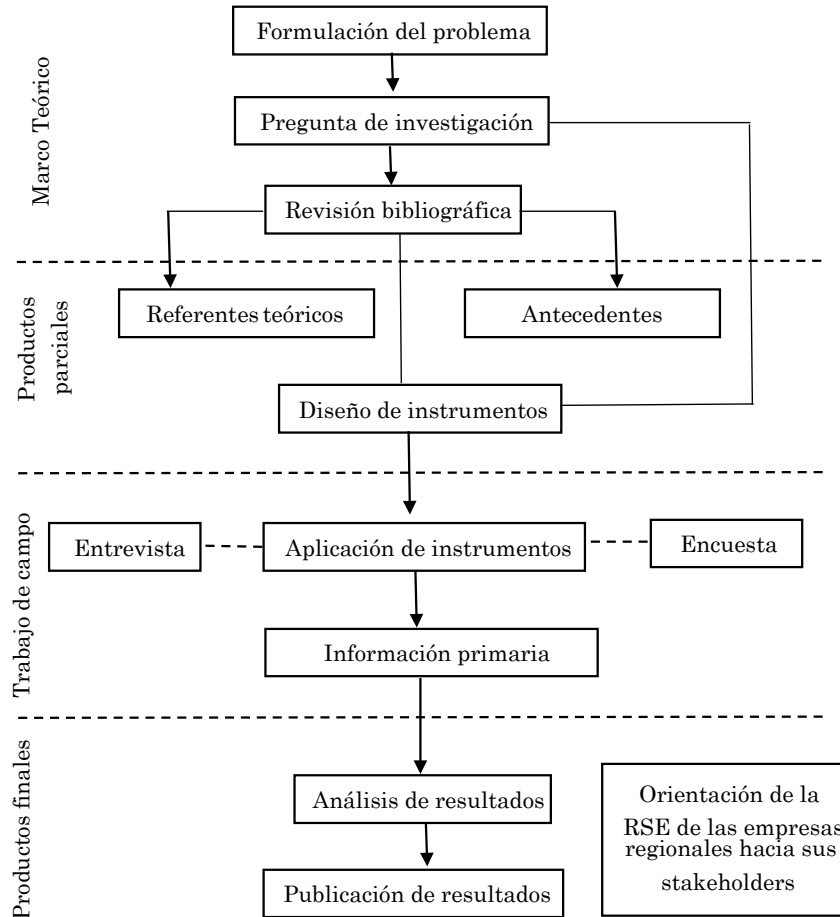 Formulación del problema
Marco Teórico
Pregunta de investigación
Revisión bibliográfica
Productos
parciales
Referentes teóricos
Antecedentes
Diseño de instrumentos
Trabajo de campo
Entrevista
Aplicación de instrumentos
Encuesta
Información primaria
Productos finales
Análisis de resultados
Publicación de resultados
Orientación de la
RSE de las empresas
regionales hacia sus
stakeholders